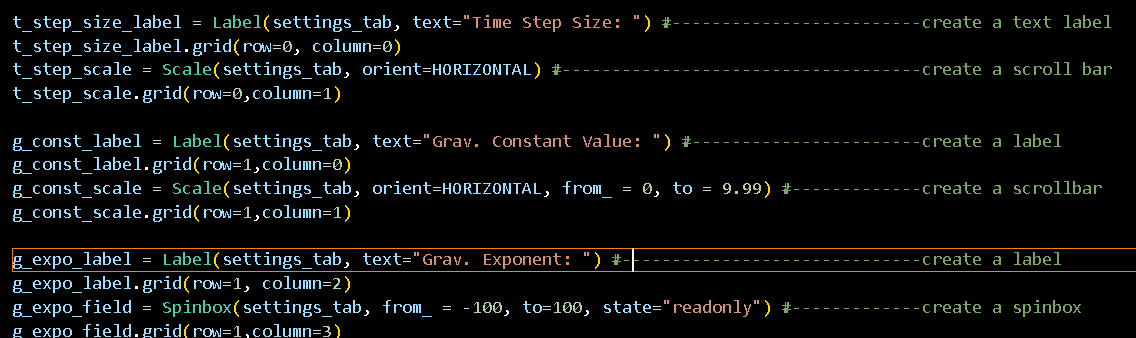 t_step_size_label = Label(settings_tab, text="Time Step Size: ") #-------------------------create a text label
t_step_size_label.grid(row=0, column=0)
t_step_scale = Scale(settings_tab, orient=HORIZONTAL) #------------------------------------create a scroll bar
t_step_scale.grid(row=0,column=1)
g_const_label = Label(settings_tab, text="Grav. Constant Value: ") #-----------------------create a label
g_const_label.grid(row=1,column=0)
g_const_scale = Scale(settings_tab, orient=HORIZONTAL, from_ = 0, to = 9.99) #-------------create a scrollbar
g_const_scale.grid(row=1,column=1)
g_expo_label = Label(settings_tab, text="Grav. Exponent: ") #------------------------------create a label
g_expo_label.grid(row=1, column=2)
g_expo_field = Spinbox(settings_tab, from_ = -100, to=100, state="readonly") #-------------create a spinbox
g_expo_field.grid(row=1,column=3)